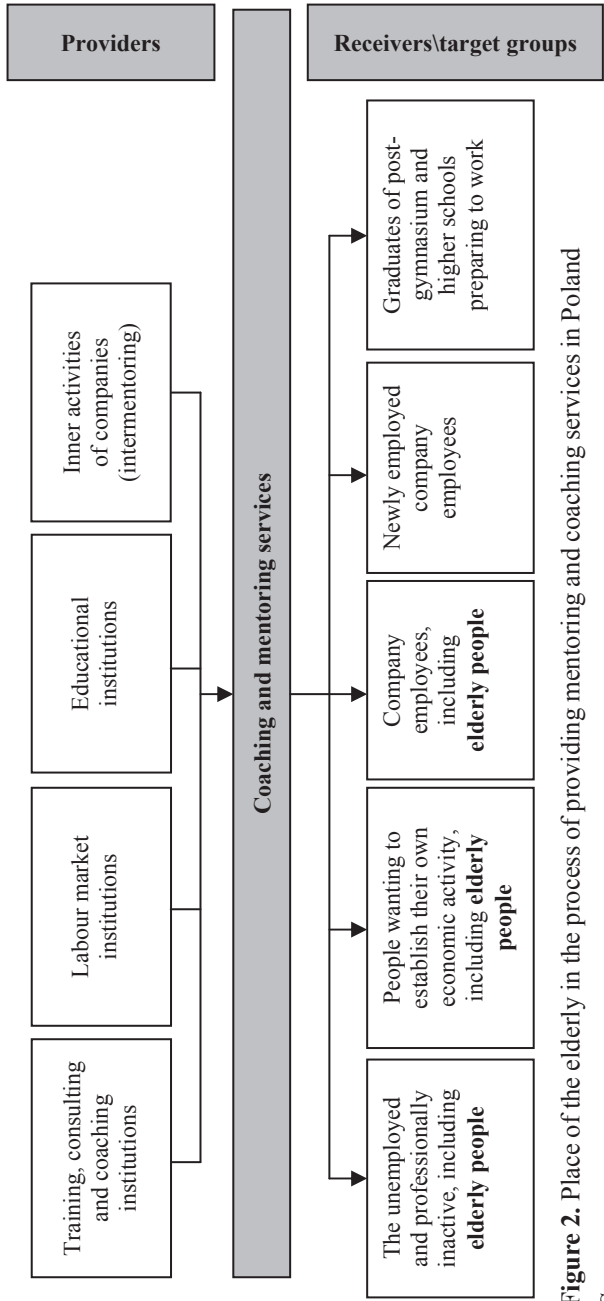 Providers
Training, consulting
and coaching
institutions
Labour market
institutions
Educational
institutions
Inner activities
of companies
(intermentoring)
Coaching and mentoring services
Receivers\target groups
The unemployed
and professionally
inactive, including
elderly people
People wanting to
establish their own
economic activity,
including elderly
people
Company
employees,
including
elderly people
Newly employed
company
employees
Graduates of post-
gymnasium and
higher schools
preparing to work
Figure 2. Place of the elderly in the process of providing mentoring and coaching services in Poland